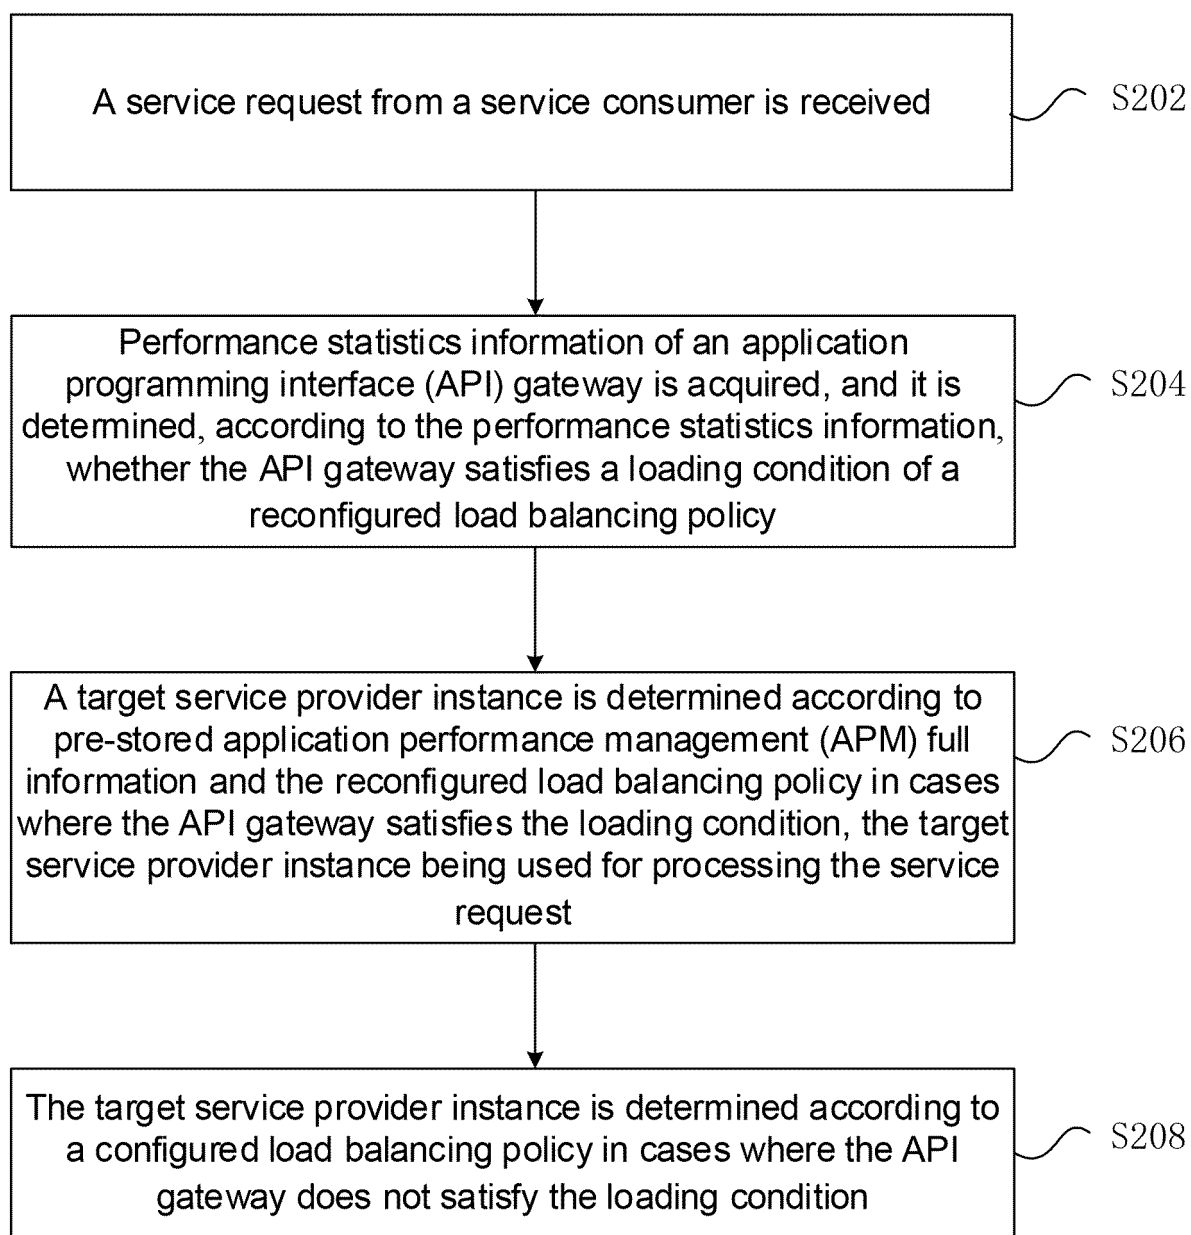 A service request from a service consumer is received
S202
Performance statistics information of an application
programming interface (API) gateway is acquired, and it is
determined, according to the performance statistics information,
whether the API gateway satisfies a loading condition of a
reconfigured load balancing policy
S204
A target service provider instance is determined according to
pre-stored application performance management (APM) full
information and the reconfigured load balancing policy in cases
where the API gateway satisfies the loading condition, the target
service provider instance being used for processing the service
request
S206
The target service provider instance is determined according to
a configured load balancing policy in cases where the API
gateway does not satisfy the loading condition
S208